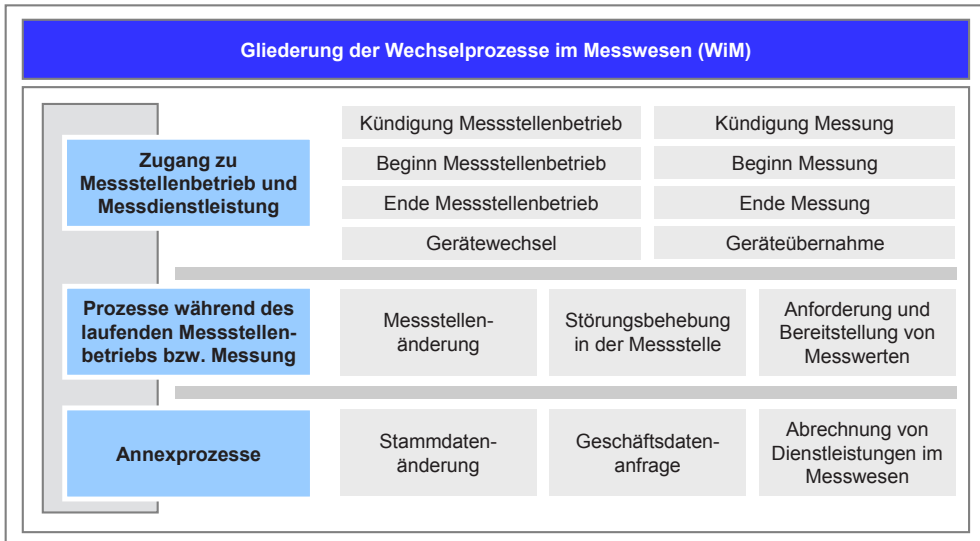 Gliederung der Wechselprozesse im Messwesen (WiM)
Zugang zu
Messstellenbetrieb und
Messdienstleistung
Kündigung Messstellenbetrieb
Kündigung Messung
Beginn Messstellenbetrieb
Beginn Messung
Ende Messstellenbetrieb
Ende Messung
Gerätewechsel
Geräteübernahme
Prozesse während des
laufenden Messstellen-
betriebs bzw. Messung
Messstellen-
änderung
Störungsbehebung
in der Messstelle
Anforderung und
Bereitstellung von
Messwerten
Annexprozesse
Stammdaten-
änderung
Geschäftsdaten-
anfrage
Abrechnung von
Dienstleistungen im
Messwesen